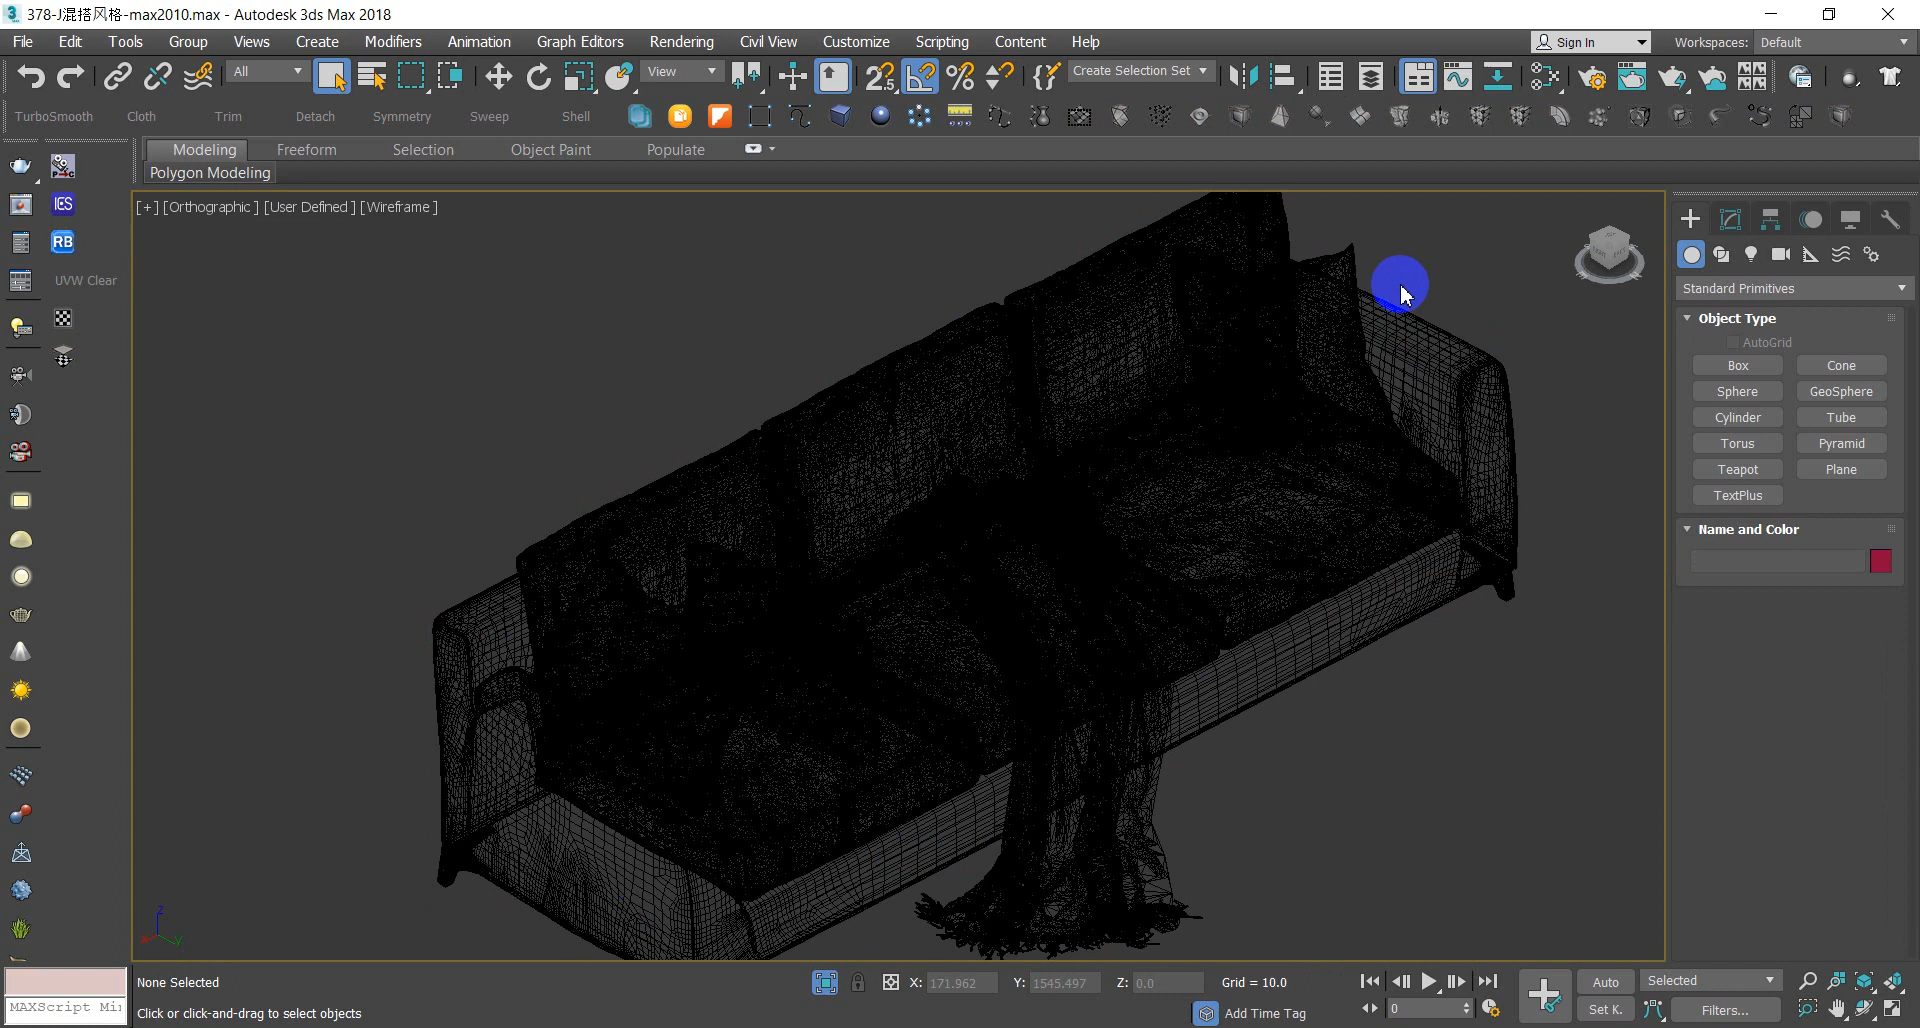 378-J混搭风格-max2010.max - Autodesk 3ds Max 2018
File Edit Tools Group Views Create Modifiers Animation Graph Editors Rendering Civil View Customize Scripting Content Help
Sign In Workspaces: Default
All View Create Selection Set
TurboSmooth Cloth Trim Detach Symmetry Sweep Shell
Modeling Freeform Selection Object Paint Populate
Polygon Modeling
[+] [Orthographic] [User Defined] [Wireframe]
IES
RB
UVW Clear
Standard Primitives
Object Type
AutoGrid
Box Cone
Sphere GeoSphere
Cylinder Tube
Torus Pyramid
Teapot Plane
TextPlus
Name and Color
z
y
None Selected
X: 171.962 Y: 1545.497 Z: 0.0 Grid = 10.0
Auto Selected
MAXScript Mi
Click or click-and-drag to select objects
Add Time Tag
0
Set K. Filters...